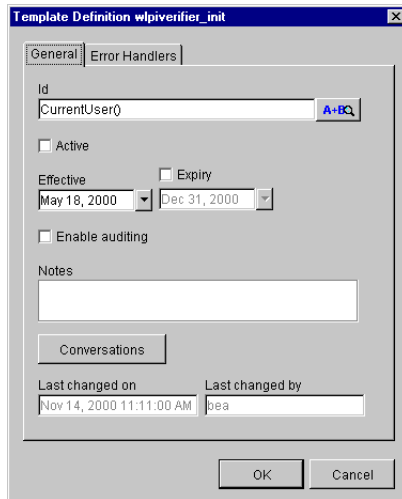 Template Definition wlpiverifier_init
General Error Handlers
Id
CurrentUser() A+B
Active
Effective Expiry
May 18, 2000 Dec 31, 2000
Enable auditing
Notes
Conversations
Last changed on Last changed by
Nov 14, 2000 11:11:00 AM bea
OK Cancel